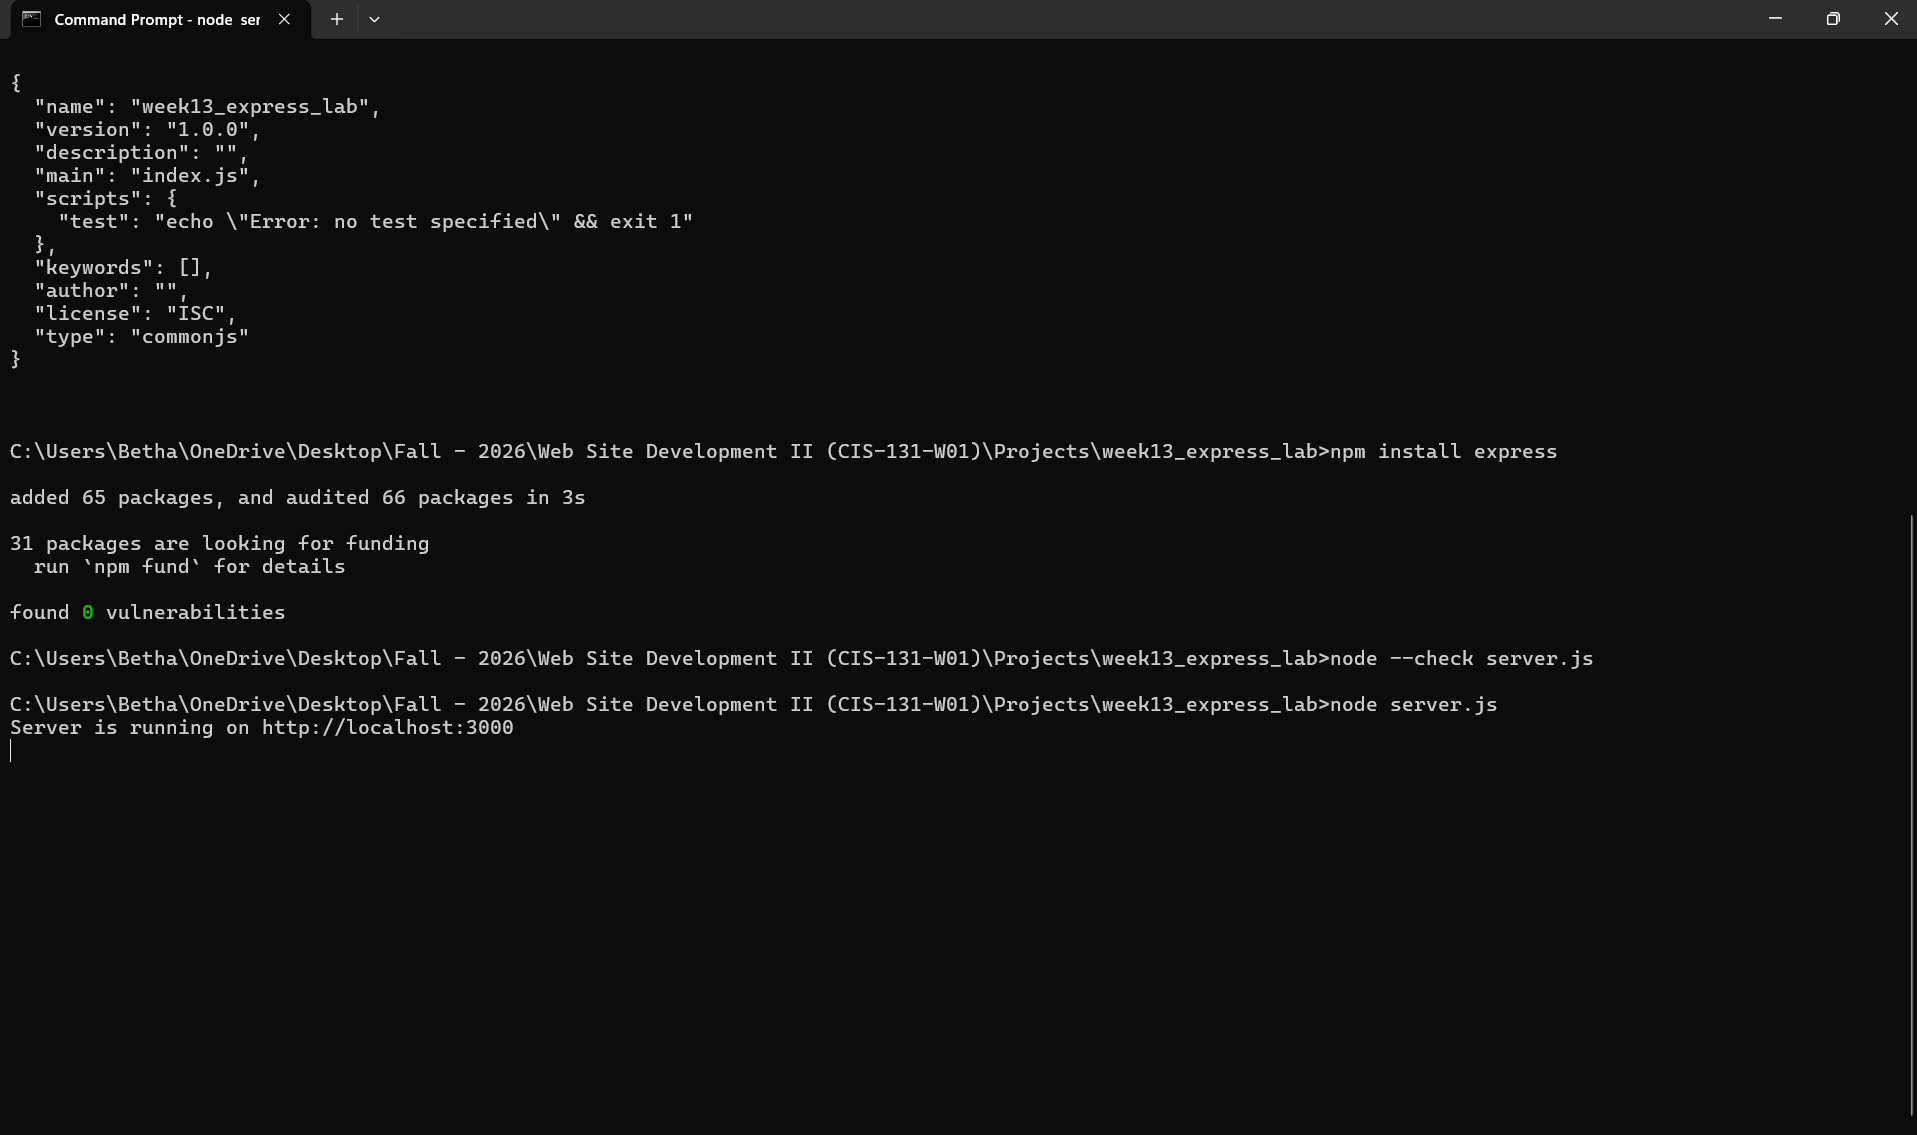 Command Prompt - node ser
{
  "name": "week13_express_lab",
  "version": "1.0.0",
  "description": "",
  "main": "index.js",
  "scripts": {
    "test": "echo \"Error: no test specified\" && exit 1"
  },
  "keywords": [],
  "author": "",
  "license": "ISC",
  "type": "commonjs"
}
C:\Users\Betha\OneDrive\Desktop\Fall - 2026\Web Site Development II (CIS-131-W01)\Projects\week13_express_lab>npm install express
added 65 packages, and audited 66 packages in 3s
31 packages are looking for funding
  run `npm fund` for details
found 0 vulnerabilities
C:\Users\Betha\OneDrive\Desktop\Fall - 2026\Web Site Development II (CIS-131-W01)\Projects\week13_express_lab>node --check server.js
C:\Users\Betha\OneDrive\Desktop\Fall - 2026\Web Site Development II (CIS-131-W01)\Projects\week13_express_lab>node server.js
Server is running on http://localhost:3000